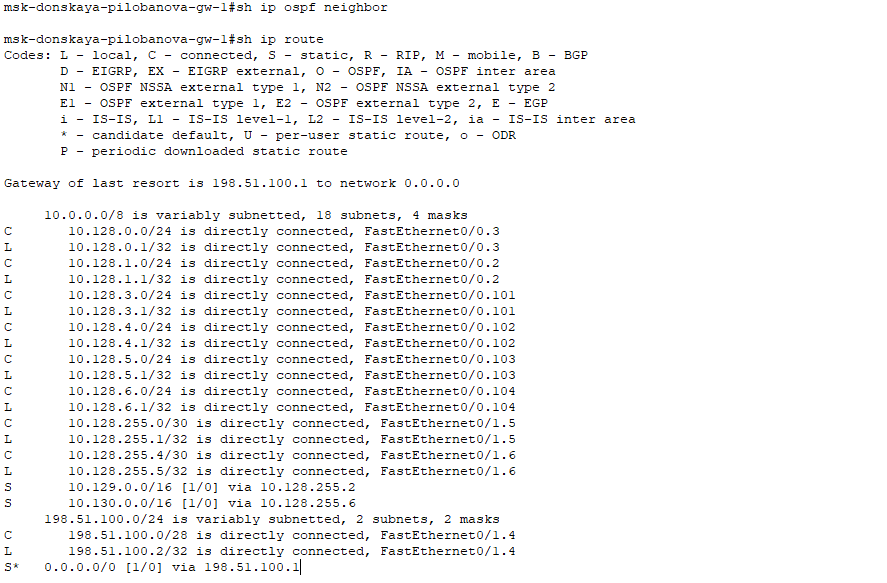 msk-donskaya-pilobanova-gw-1#sh ip ospf neighbor
msk-donskaya-pilobanova-gw-1#sh ip route
Codes: L - local, C - connected, S - static, R - RIP, M - mobile, B - BGP
D - EIGRP, EX - EIGRP external, O - OSPF, IA - OSPF inter area
N1 - OSPF NSSA external type 1, N2 - OSPF NSSA external type 2
E1 - OSPF external type 1, E2 - OSPF external type 2, E - EGP
i - IS-IS, L1 - IS-IS level-1, L2 - IS-IS level-2, ia - IS-IS inter area
* - candidate default, U - per-user static route, o - ODR
P - periodic downloaded static route
Gateway of last resort is 198.51.100.1 to network 0.0.0.0
10.0.0.0/8 is variably subnetted, 18 subnets, 4 masks
C 10.128.0.0/24 is directly connected, FastEthernet0/0.3
L 10.128.0.1/32 is directly connected, FastEthernet0/0.3
C 10.128.1.0/24 is directly connected, FastEthernet0/0.2
L 10.128.1.1/32 is directly connected, FastEthernet0/0.2
C 10.128.3.0/24 is directly connected, FastEthernet0/0.101
L 10.128.3.1/32 is directly connected, FastEthernet0/0.101
C 10.128.4.0/24 is directly connected, FastEthernet0/0.102
L 10.128.4.1/32 is directly connected, FastEthernet0/0.102
C 10.128.5.0/24 is directly connected, FastEthernet0/0.103
L 10.128.5.1/32 is directly connected, FastEthernet0/0.103
C 10.128.6.0/24 is directly connected, FastEthernet0/0.104
L 10.128.6.1/32 is directly connected, FastEthernet0/0.104
C 10.128.255.0/30 is directly connected, FastEthernet0/1.5
L 10.128.255.1/32 is directly connected, FastEthernet0/1.5
C 10.128.255.4/30 is directly connected, FastEthernet0/1.6
L 10.128.255.5/32 is directly connected, FastEthernet0/1.6
S 10.129.0.0/16 [1/0] via 10.128.255.2
S 10.130.0.0/16 [1/0] via 10.128.255.6
198.51.100.0/24 is variably subnetted, 2 subnets, 2 masks
C 198.51.100.0/28 is directly connected, FastEthernet0/1.4
L 198.51.100.2/32 is directly connected, FastEthernet0/1.4
S* 0.0.0.0/0 [1/0] via 198.51.100.1